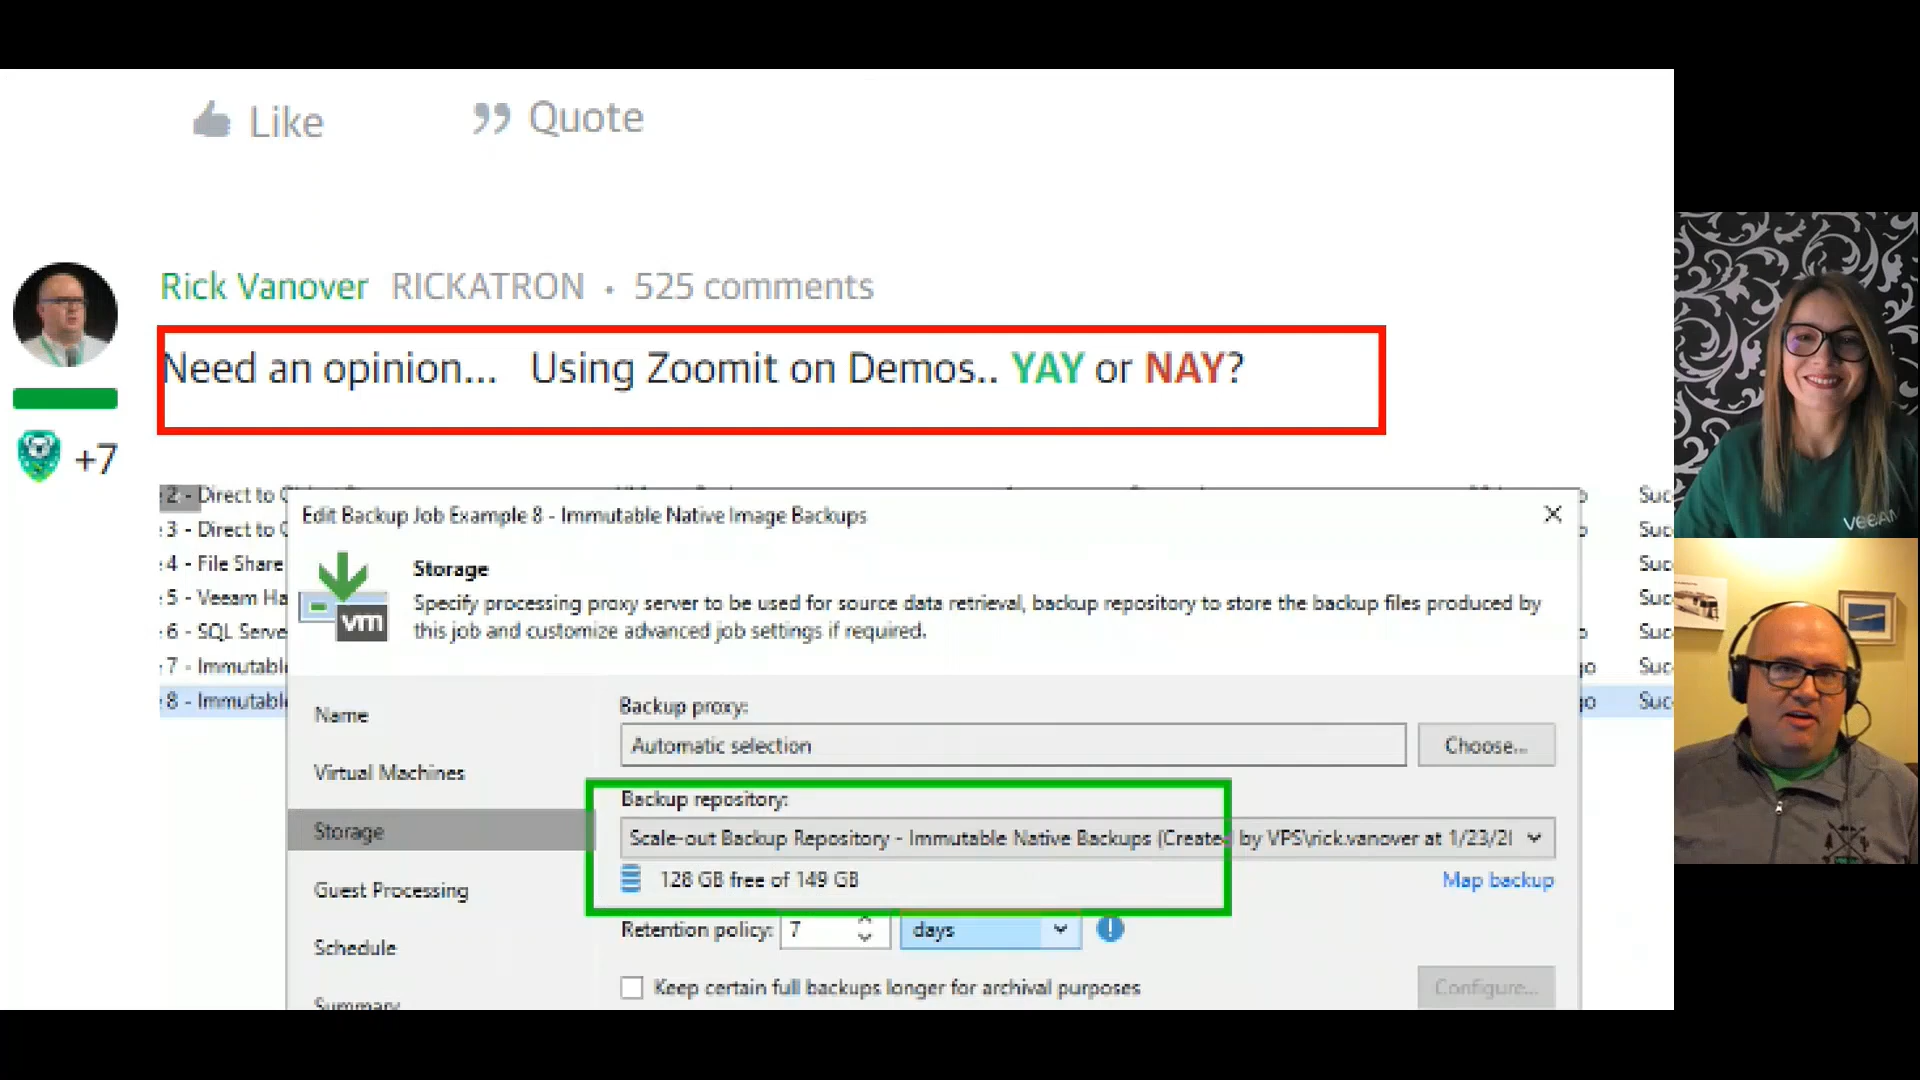 Like
Quote
Rick Vanover RICKATRON • 525 comments
Need an opinion... Using Zoomit on Demos.. YAY or NAY?
+7
2 - Direct to
3 - Direct to
4 - File Share
5 - Veeam
6 - SQL
7 - Immutable
8 - Immutable
Edit Backup Job Example 8 - Immutable Native Image Backups
Storage
vm
Specify processing proxy server to be used for source data retrieval, backup repository to store the backup files produced by
this job and customize advanced job settings if required.
Name
Virtual Machines
Storage
Guest Processing
Schedule
Summary
Backup proxy:
Automatic selection
Choose...
Backup repository:
Scale-out Backup Repository - Immutable Native Backups (Created by VPS\rick.vanover at 1/23/2
128 GB free of 149 GB
Map backup
Retention policy: 7 days
Keep certain full backups longer for archival purposes
Configure...
Suc
Suc
Suc
Suc
Suc
Suc
Suc
veeam